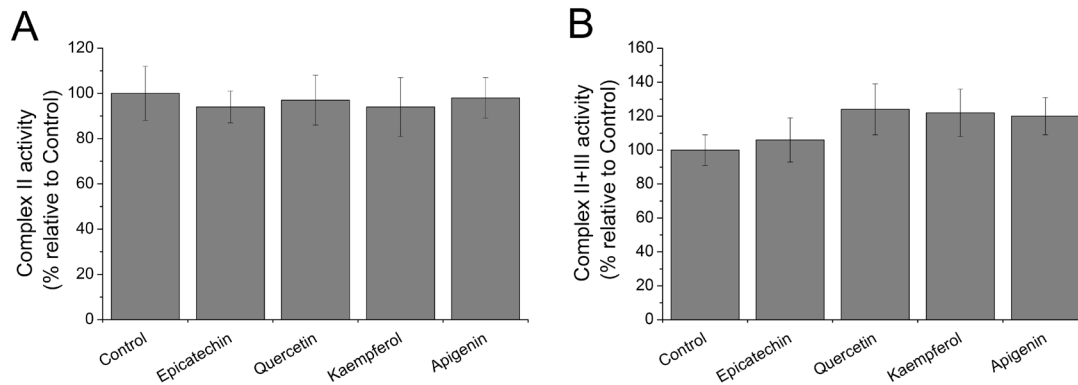 A
Complex II activity
(% relative to Control)
120
100
80
60
40
20
0
Control
Epicatechin
Quercetin
Kaempferol
Apigenin
B
Complex II+III activity
(% relative to Control)
160
140
120
100
80
60
40
20
0
Control
Epicatechin
Quercetin
Kaempferol
Apigenin